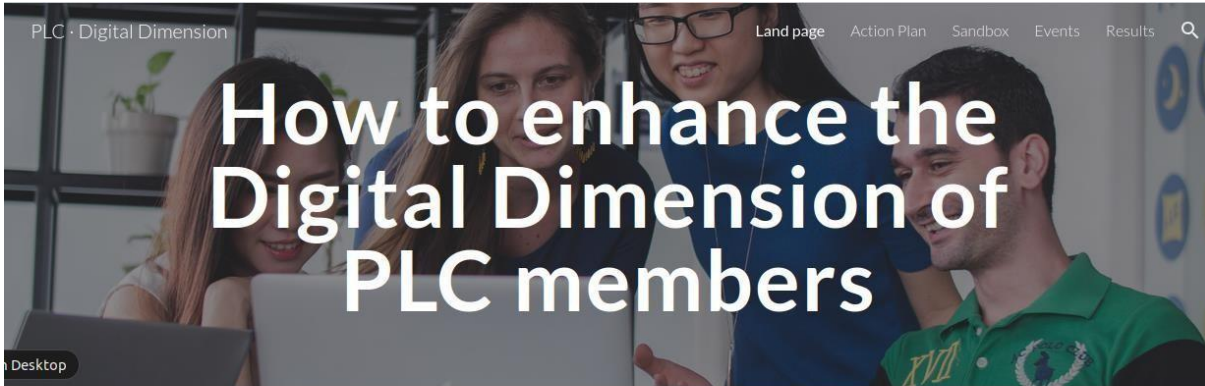 PLC · Digital Dimension
Land page Action Plan Sandbox Events Results
How to enhance the
Digital Dimension of
PLC members
Desktop
XVII